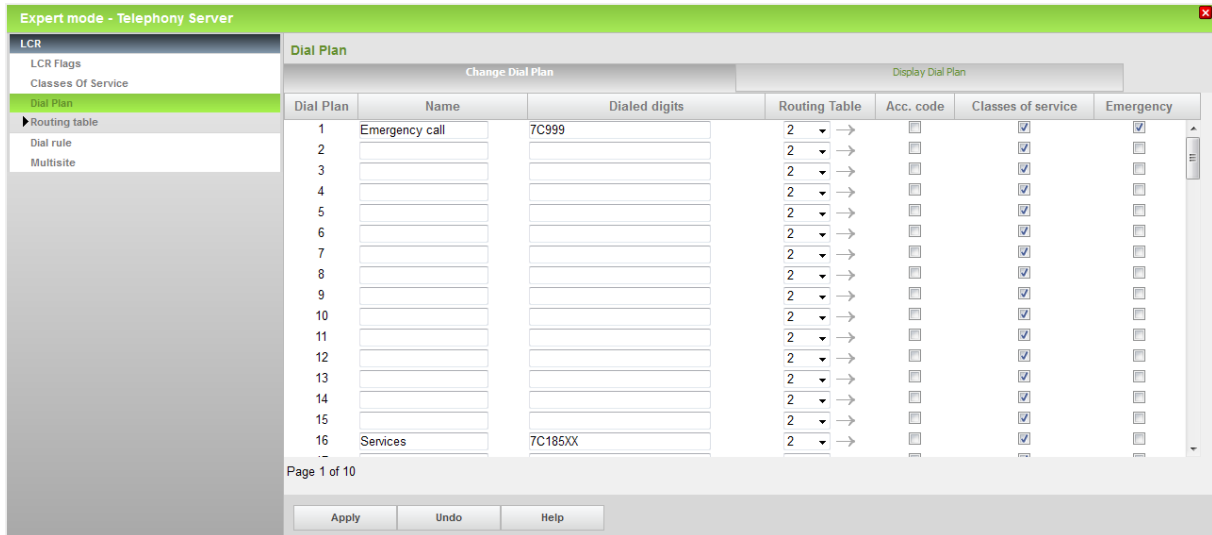 Expert mode - Telephony Server
LCR
LCR Flags
Classes Of Service
Dial Plan
Routing table
Dial rule
Multisite
Dial Plan
Change Dial Plan Display Dial Plan
Dial Plan Name Dialed digits Routing Table Acc. code Classes of service Emergency
1 Emergency call 7C999 2
2 2
3 2
4 2
5 2
6 2
7 2
8 2
9 2
10 2
11 2
12 2
13 2
14 2
15 2
16 Services 7C185XX 2
Page 1 of 10
Apply Undo Help